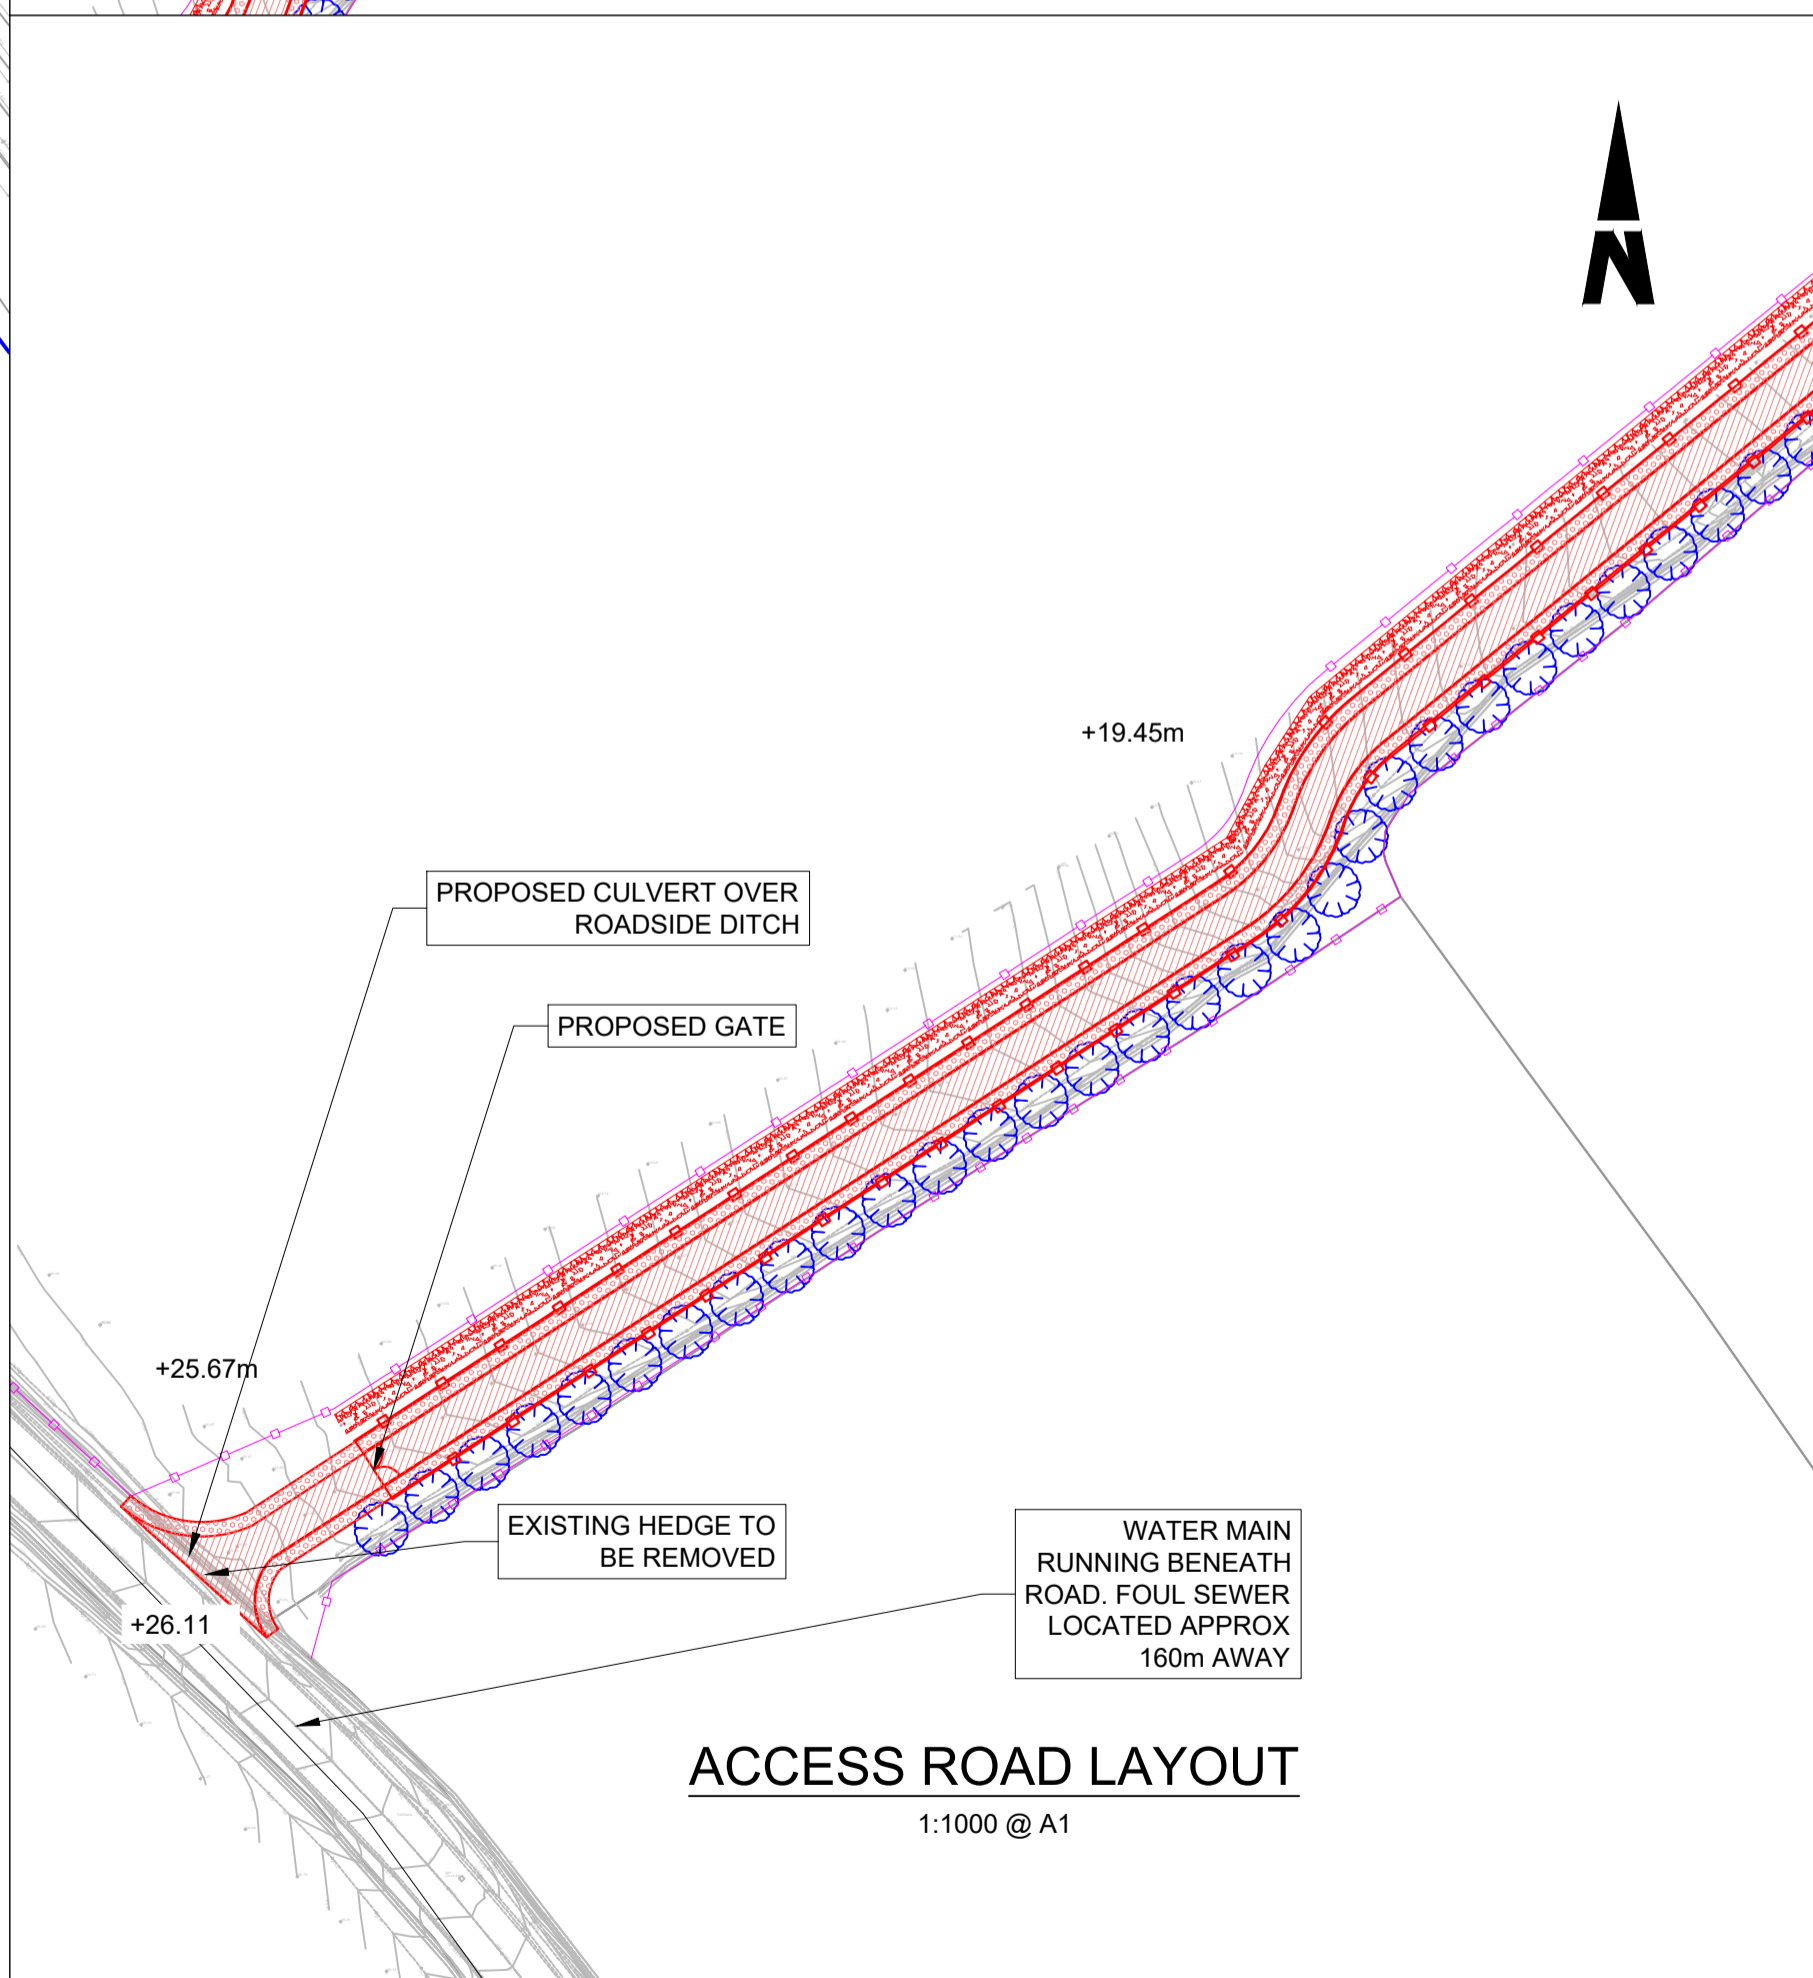 N
+19.45m
PROPOSED CULVERT OVER
ROADSIDE DITCH
PROPOSED GATE
+25.67m
EXISTING HEDGE TO
BE REMOVED
WATER MAIN
RUNNING BENEATH
ROAD. FOUL SEWER
LOCATED APPROX
160m AWAY
+26.11
ACCESS ROAD LAYOUT
1:1000 @ A1